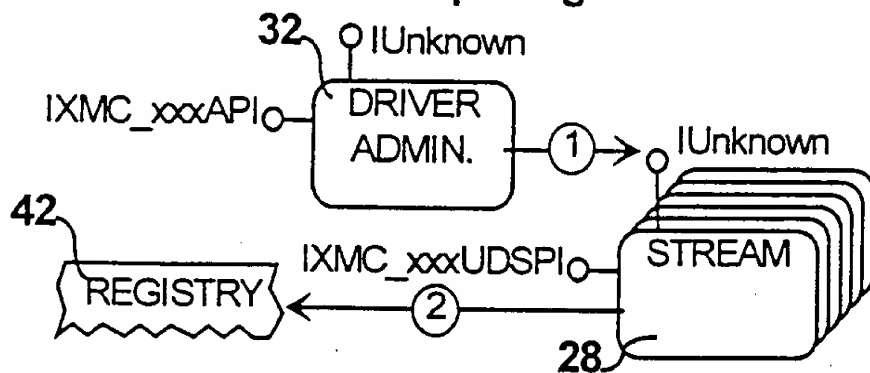 32
IUnknown
IXMC_xxxAPI
DRIVER
ADMIN.
1
IUnknown
42
IXMC_xxxUDSPI
STREAM
REGISTRY
2
28